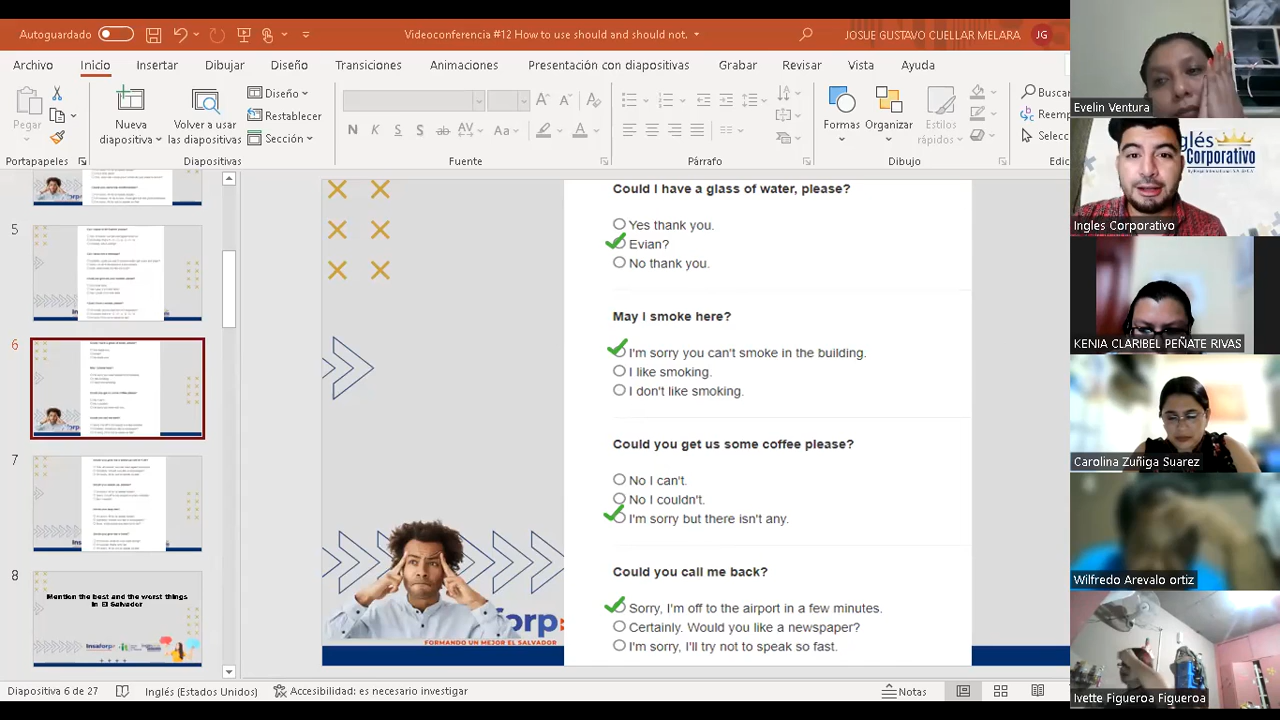 Autoguardado
Videoconferencia #12 How to use should and should not.
JOSUE GUSTAVO CUELLAR MELARA
JG
Archivo
Inicio
Insertar
Dibujar
Diseño
Transiciones
Animaciones
Presentación con diapositivas
Grabar
Revisar
Vista
Ayuda
Pegar
Nueva
diapositiva
Volver a usar
las diapositivas
Diseño
Restablecer
Sección
N
K
S
S
ab
Aa
Formas
Organizar
Estilos
rápidos
Buscar
Reemp
Selecc
Portapapeles
Diapositivas
Fuente
Párrafo
Dibujo
Edic
6
7
8
Mention the best and the worst things
in El Salvador
Could I have a glass of water please?
Yes thank you.
Evian?
No thank you.
May I smoke here?
I'm sorry you can't smoke in the building.
I like smoking.
I don't like smoking.
Could you get us some coffee please?
No I can't.
No I couldn't.
I'm sorry but there isn't any.
Could you call me back?
Sorry, I'm off to the airport in a few minutes.
Certainly. Would you like a newspaper?
I'm sorry, I'll try not to speak so fast.
FORMANDO UN MEJOR EL SALVADOR
Diapositiva 6 de 27
Inglés (Estados Unidos)
Accesibilidad: es necesario investigar
Notas
Evelin Ventura
Inglés
Corporativo
Ingles Corporativo
KENIA CLARIBEL PEÑATE RIVAS
Carolina Zuñiga Suarez
Wilfredo Arevalo ortiz
Ivette Figueroa Figueroa